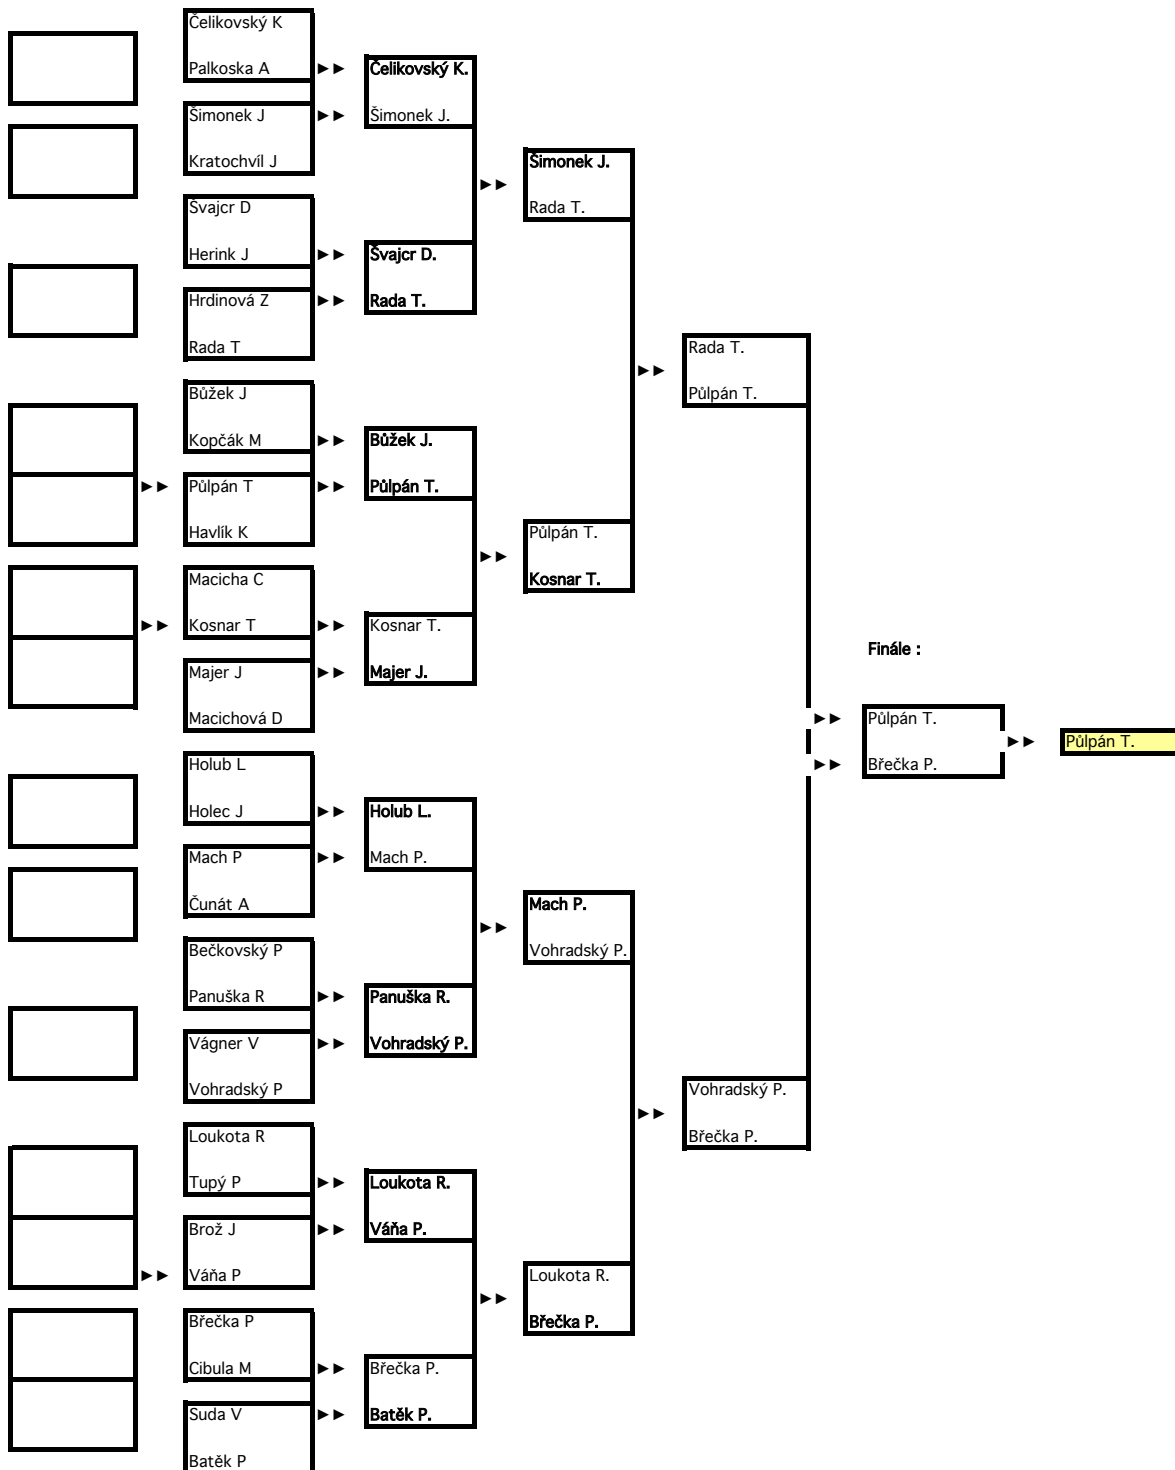 Čelikovský K
Palkoska A
►►
Čelikovský K.
Šimonek J
►►
Šimonek J.
Kratochvíl J
Šimonek J.
►►
Švajcr D
Rada T.
Herink J
►►
Švajcr D.
Hrdinová Z
►►
Rada T.
Rada T
Rada T.
►►
Bůžek J
Půlpán T.
Kopčák M
►►
Bůžek J.
►►
Půlpán T
►►
Půlpán T.
Havlík K
Půlpán T.
►►
Macicha C
Kosnar T.
►►
Kosnar T
►►
Kosnar T.
Finále :
Majer J
►►
Majer J.
Macichová D
►►
Půlpán T.
►►
Půlpán T.
Holub L
►►
Břečka P.
Holec J
►►
Holub L.
Mach P
►►
Mach P.
Čunát A
Mach P.
►►
Bečkovský P
Vohradský P.
Panuška R
►►
Panuška R.
Vágner V
►►
Vohradský P.
Vohradský P
Vohradský P.
►►
Loukota R
Břečka P.
Tupý P
►►
Loukota R.
Brož J
►►
Váňa P.
►►
Váňa P
Loukota R.
►►
Břečka P
Břečka P.
Cibula M
►►
Břečka P.
Suda V
►►
Batěk P.
Batěk P